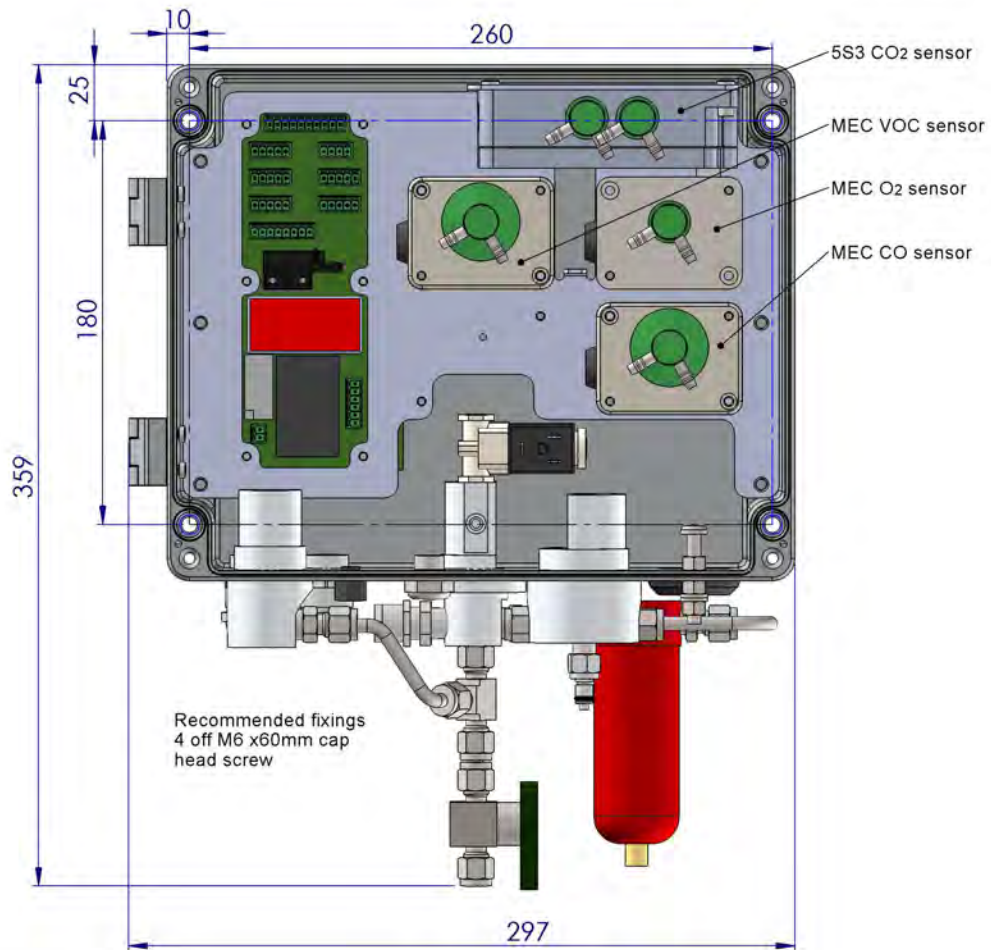 10
260
25
5S3 CO2 sensor
MEC VOC sensor
MEC O2 sensor
MEC CO sensor
180
359
Recommended fixings
4 off M6 x60mm cap
head screw
297